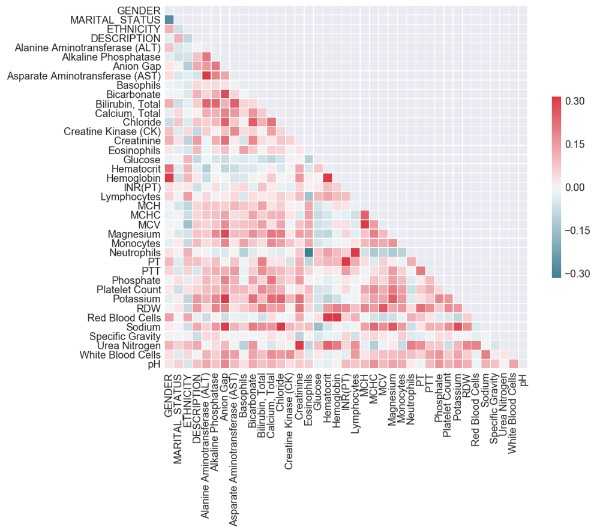 GENDER
MARITAL_STATUS
ETHNICITY
DESCRIPTION
Alanine Aminotransferase (ALT)
Alkaline Phosphatase
Anion Gap
Asparate Aminotransferase (AST)
Basophils
Bicarbonate
Bilirubin, Total
Calcium, Total
Chloride
Creatine Kinase (CK)
Creatinine
Eosinophils
Glucose
Hematocrit
Hemoglobin
INR(PT)
Lymphocytes
MCH
MCHC
MCV
Magnesium
Monocytes
Neutrophils
PT
PTT
Phosphate
Platelet Count
Potassium
RDW
Red Blood Cells
Sodium
Specific Gravity
Urea Nitrogen
White Blood Cells
pH
GENDER
MARITAL_STATUS
ETHNICITY
DESCRIPTION
Alanine Aminotransferase (ALT)
Alkaline Phosphatase
Anion Gap
Asparate Aminotransferase (AST)
Basophils
Bicarbonate
Bilirubin, Total
Calcium, Total
Chloride
Creatine Kinase (CK)
Creatinine
Eosinophils
Glucose
Hematocrit
Hemoglobin
INR(PT)
Lymphocytes
MCH
MCHC
MCV
Magnesium
Monocytes
Neutrophils
PT
PTT
Phosphate
Platelet Count
Potassium
RDW
Red Blood Cells
Sodium
Specific Gravity
Urea Nitrogen
White Blood Cells
pH
0.30
0.15
0.00
−0.15
−0.30